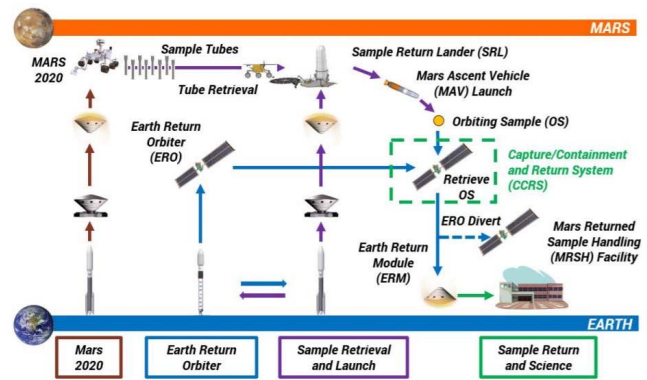 MARS
MARS
2020
Sample Tubes
Tube Retrieval
Sample Return Lander (SRL)
Mars Ascent Vehicle
(MAV) Launch
Orbiting Sample (OS)
Earth Return
Orbiter
(ERO)
Capture/Containment
and Return System
(CCRS)
Retrieve
OS
ERO Divert
Earth Return
Module
(ERM)
Mars Returned
Sample Handling
(MRSH) Facility
EARTH
Mars
2020
Earth Return
Orbiter
Sample Retrieval
and Launch
Sample Return
and Science